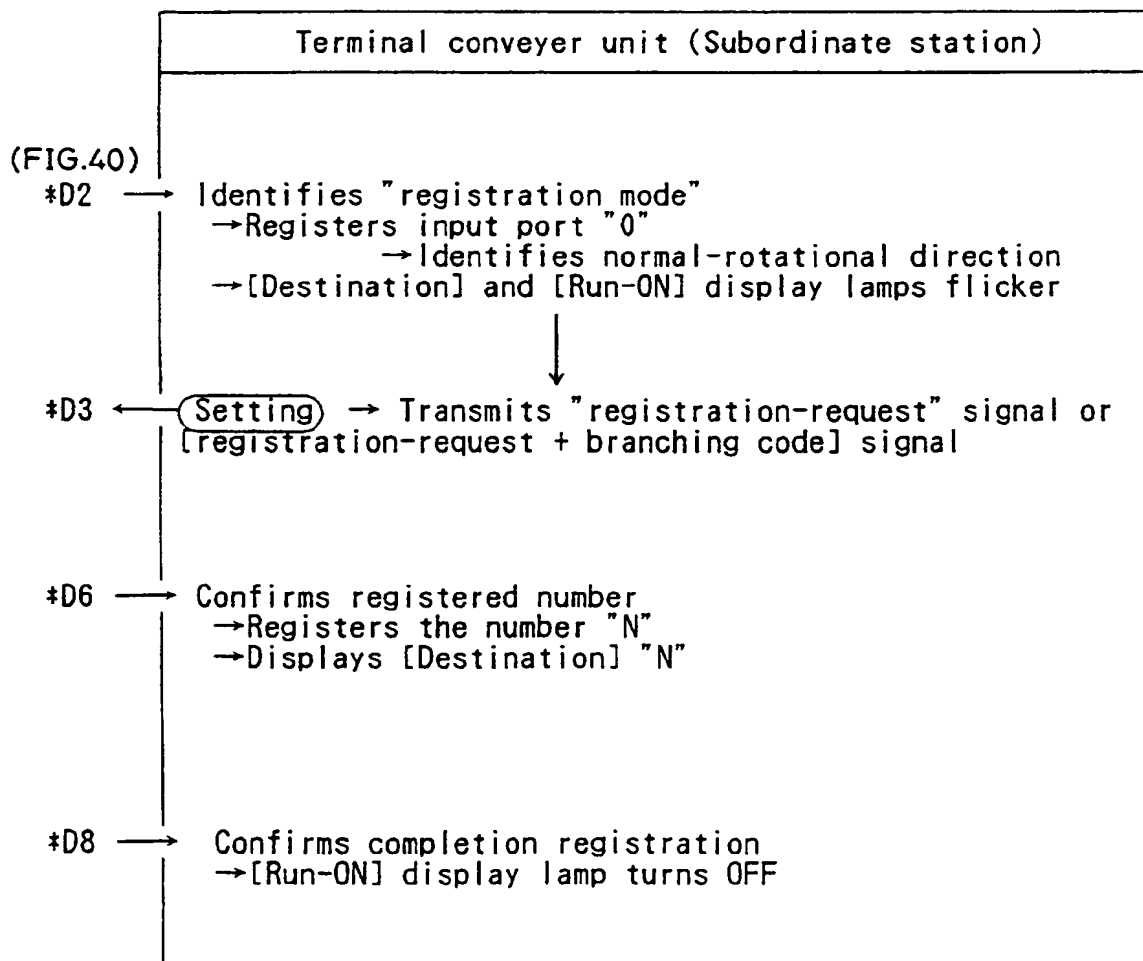 Terminal conveyer unit (Subordinate station)
(FIG.40)
*D2 → Identifies "registration mode"
→Registers input port "0"
→Identifies normal-rotational direction
→[Destination] and [Run-ON] display lamps flicker
*D3 ← Setting → Transmits "registration-request" signal or
[registration-request + branching code] signal
*D6 → Confirms registered number
→Registers the number "N"
→Displays [Destination] "N"
*D8 → Confirms completion registration
→[Run-ON] display lamp turns OFF